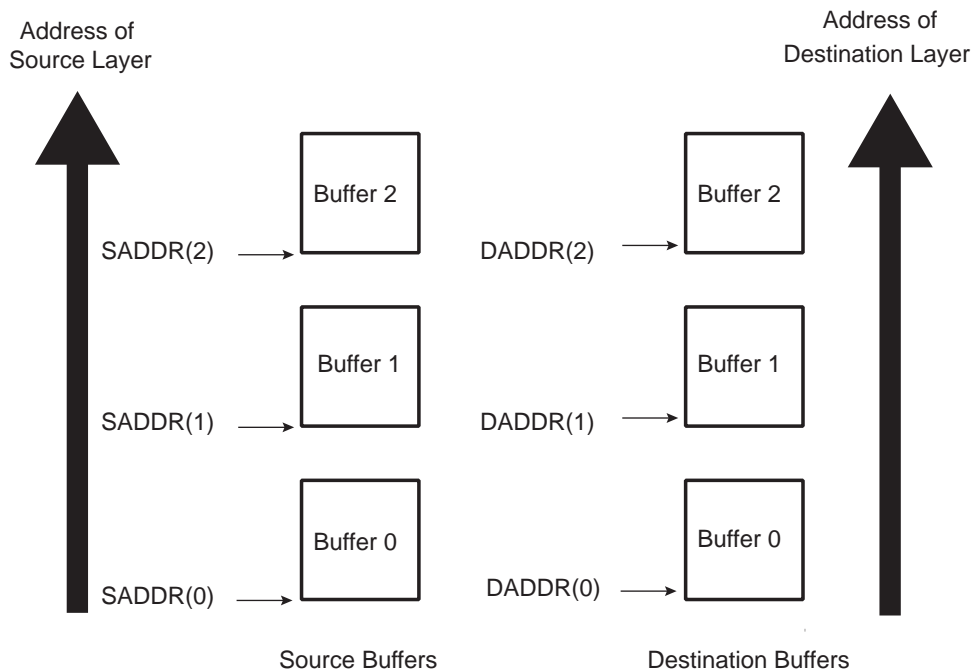 Address of
Source Layer
Address of
Destination Layer
Buffer 2
Buffer 2
SADDR(2)
DADDR(2)
Buffer 1
Buffer 1
SADDR(1)
DADDR(1)
Buffer 0
Buffer 0
SADDR(0)
DADDR(0)
Source Buffers
Destination Buffers